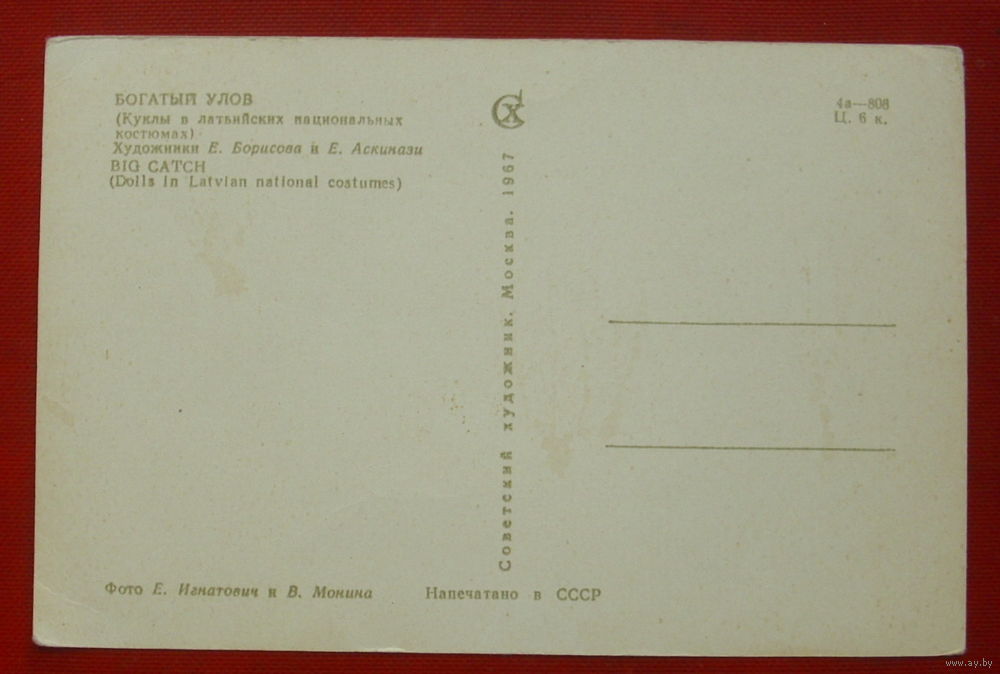 БОГАТЫЙ УЛОВ
(Куклы в латвийских национальных
костюмах)
Художники Е. Борисова и Е. Аскинази
BIG CATCH
(Dolls in Latvian national costumes)
Фото Е. Игнатович и В. Монина
Напечатано в СССР
Советский художник. Москва. 1967
СХ
4а—808
Ц. 6 к.
www.ay.by